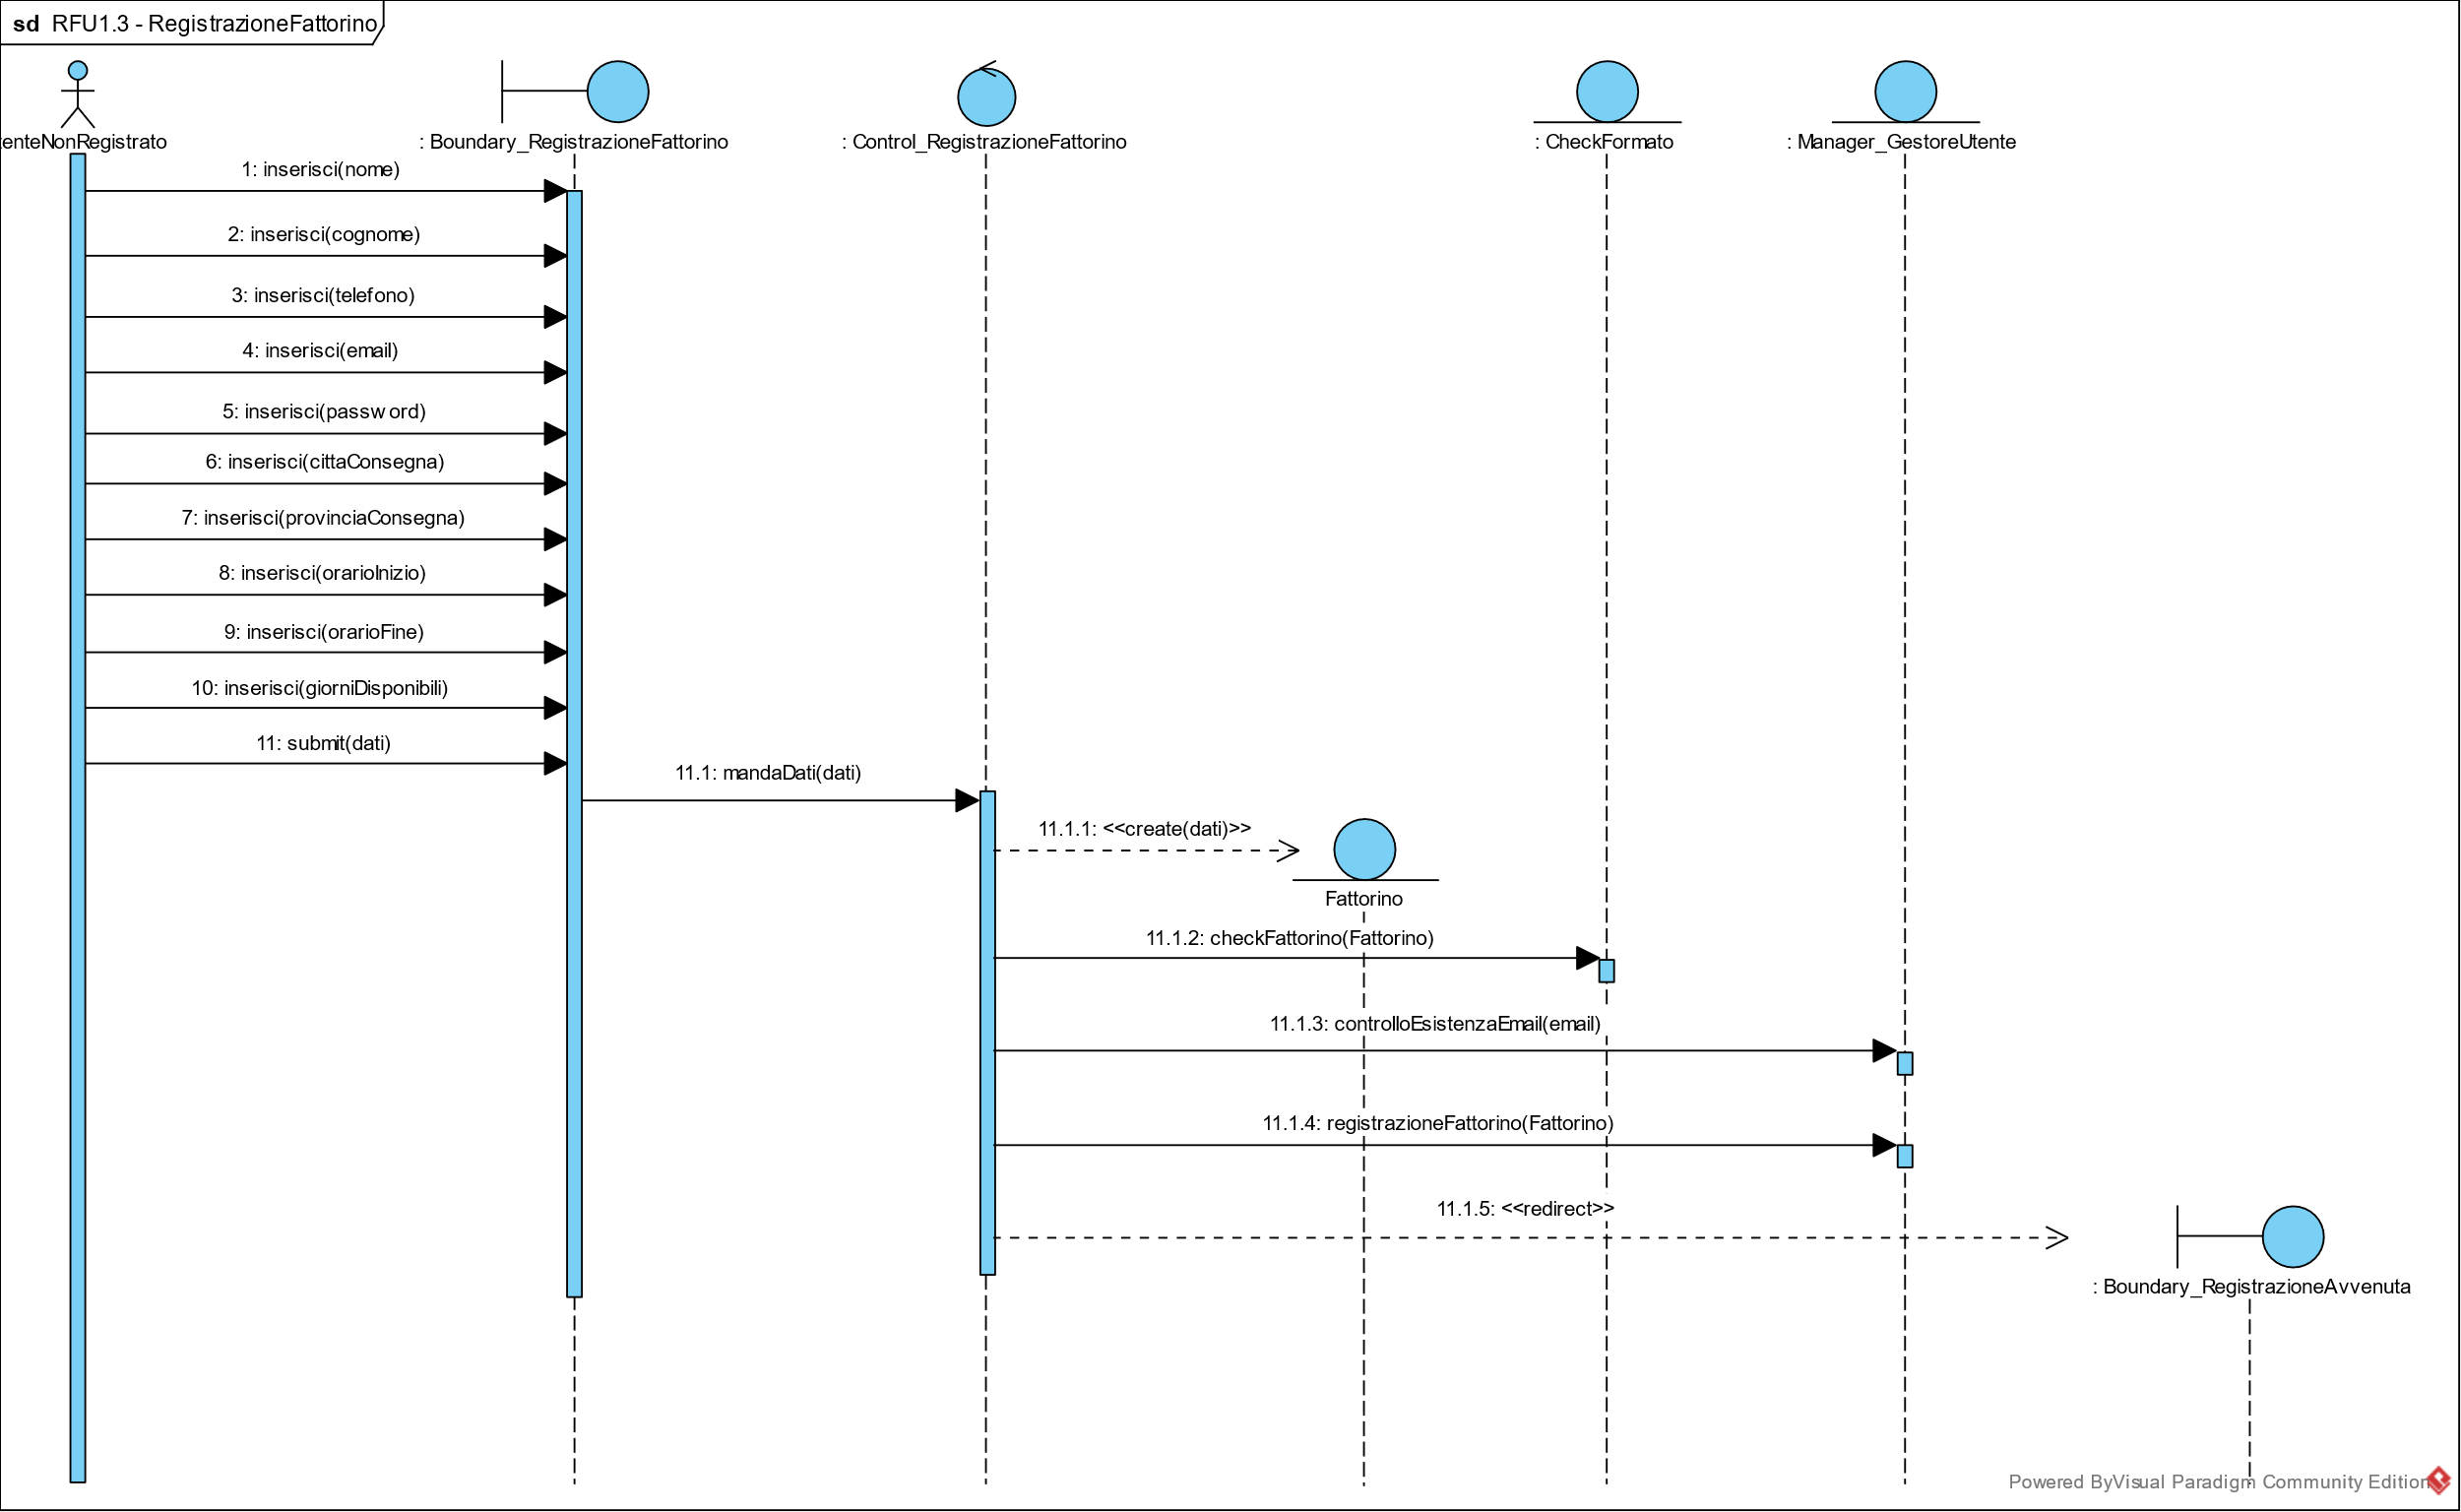 sd RFU1.3 - RegistrazioneFattorino
tenteNonRegistrato
: Boundary_RegistrazioneFattorino
: Control_RegistrazioneFattorino
: CheckFormato
: Manager_GestoreUtente
1: inserisci(nome)
2: inserisci(cognome)
3: inserisci(telefono)
4: inserisci(email)
5: inserisci(password)
6: inserisci(cittaConsegna)
7: inserisci(provinciaConsegna)
8: inserisci(orarioInizio)
9: inserisci(orarioFine)
10: inserisci(giorniDisponibili)
11: submit(dati)
11.1: mandaDati(dati)
11.1.1: <<create(dati)>>
Fattorino
11.1.2: checkFattorino(Fattorino)
11.1.3: controlloEsistenzaEmail(email)
11.1.4: registrazioneFattorino(Fattorino)
11.1.5: <<redirect>>
: Boundary_RegistrazioneAvvenuta
Powered ByVisual Paradigm Community Edition